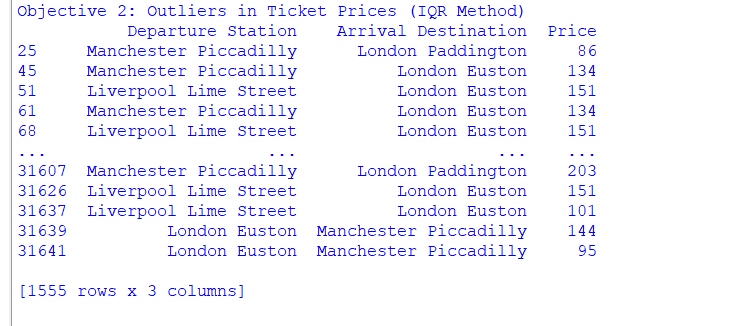 Objective 2: Outliers in Ticket Prices (IQR Method)
Departure Station Arrival Destination Price
25 Manchester Piccadilly London Paddington 86
45 Manchester Piccadilly London Euston 134
51 Liverpool Lime Street London Euston 151
61 Manchester Piccadilly London Euston 134
68 Liverpool Lime Street London Euston 151
... ... ... ...
31607 Manchester Piccadilly London Paddington 203
31626 Liverpool Lime Street London Euston 151
31637 Liverpool Lime Street London Euston 101
31639 London Euston Manchester Piccadilly 144
31641 London Euston Manchester Piccadilly 95
[1555 rows x 3 columns]